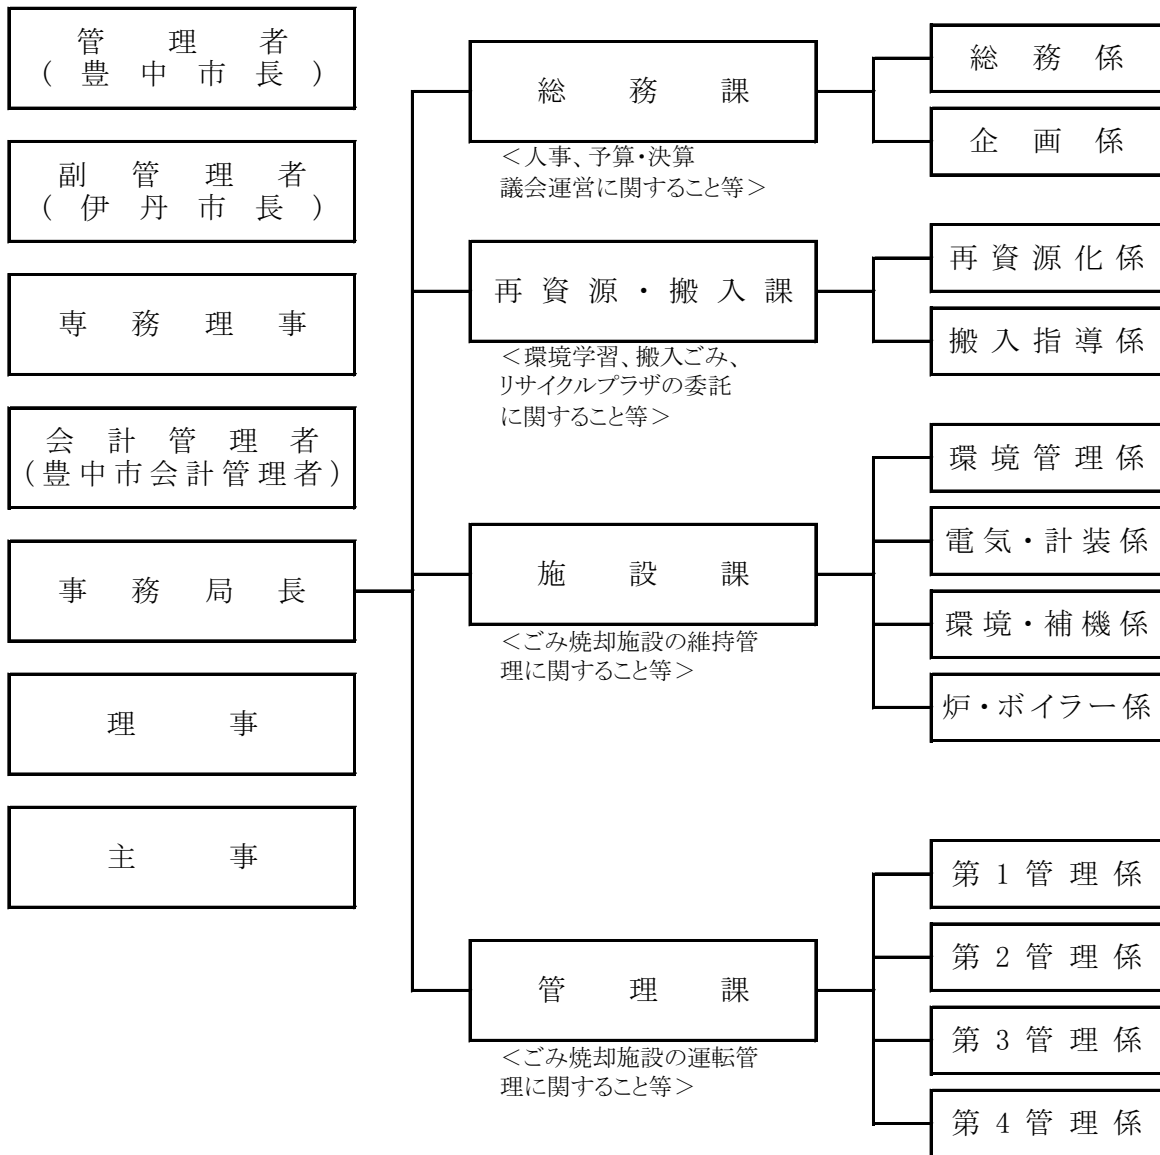 管理者
(豊中市長)
副管理者
(伊丹市長)
専務理事
会計管理者
(豊中市会計管理者)
事務局長
理事
主事
総務課
＜人事、予算・決算
議会運営に関すること等＞
再資源・搬入課
＜環境学習、搬入ごみ、
リサイクルプラザの委託
に関すること等＞
施設課
＜ごみ焼却施設の維持管
理に関すること等＞
管理課
＜ごみ焼却施設の運転管
理に関すること等＞
総務係
企画係
再資源化係
搬入指導係
環境管理係
電気・計装係
環境・補機係
炉・ボイラー係
第1管理係
第2管理係
第3管理係
第4管理係